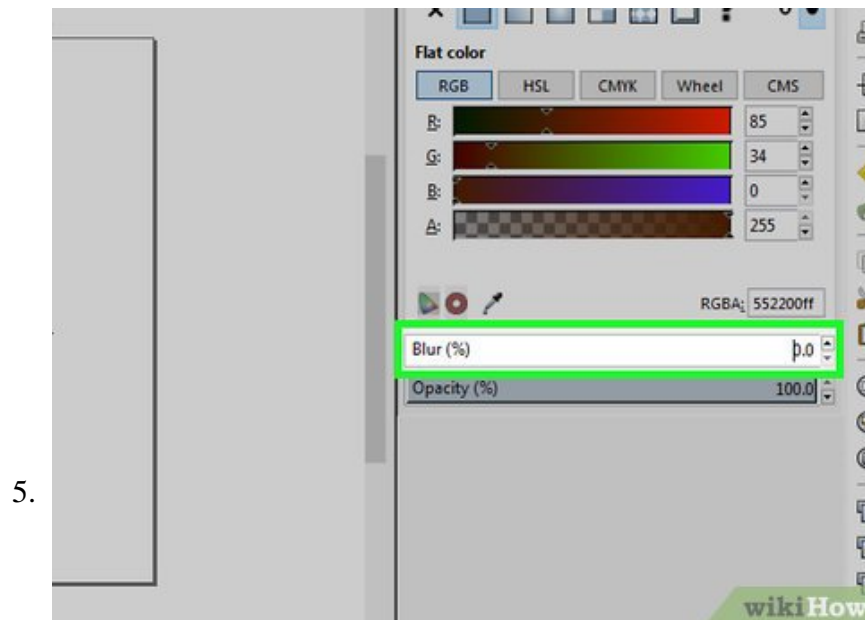 Flat color
RGB HSL CMYK Wheel CMS
R: 85
G: 34
B: 0
A: 255
RGBA: 552200ff
Blur (%) 0.0
Opacity (%) 100.0
5.
wikiHow